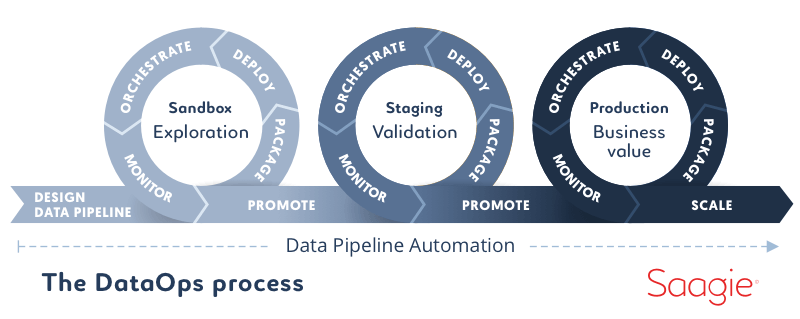 ORCHESTRATE
DEPLOY
PACKAGE
MONITOR
Sandbox
Exploration
ORCHESTRATE
DEPLOY
PACKAGE
MONITOR
Staging
Validation
ORCHESTRATE
DEPLOY
PACKAGE
MONITOR
Production
Business
value
DESIGN
DATA PIPELINE
PROMOTE
PROMOTE
SCALE
Data Pipeline Automation
The DataOps process
Saagie